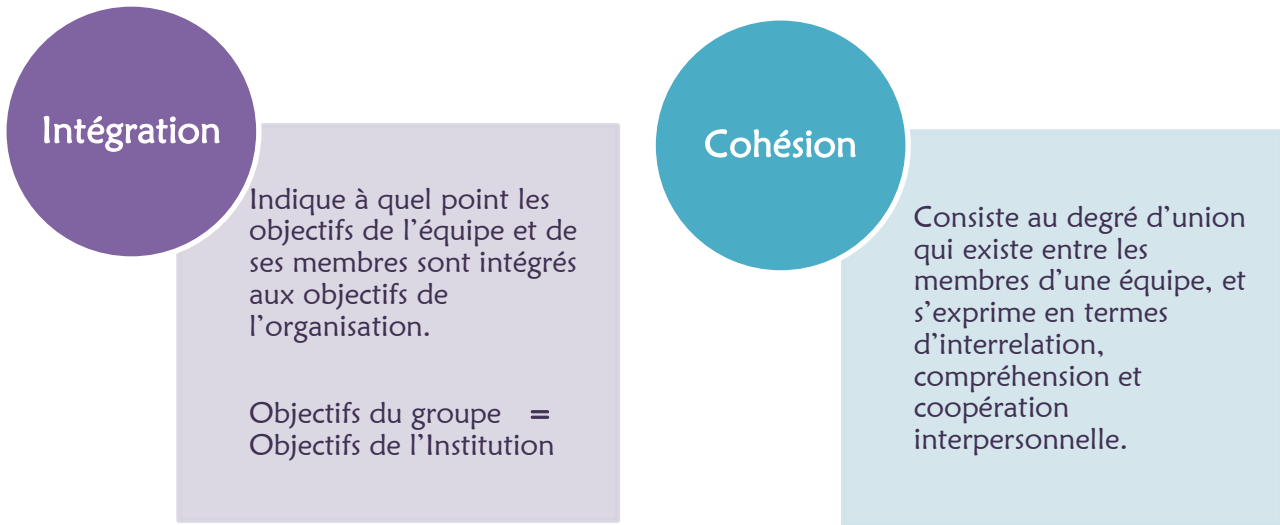 Intégration
Indique à quel point les
objectifs de l’équipe et de
ses membres sont intégrés
aux objectifs de
l’organisation.
Objectifs du groupe =
Objectifs de l’Institution
Cohésion
Consiste au degré d’union
qui existe entre les
membres d’une équipe, et
s’exprime en termes
d’interrelation,
compréhension et
coopération
interpersonnelle.